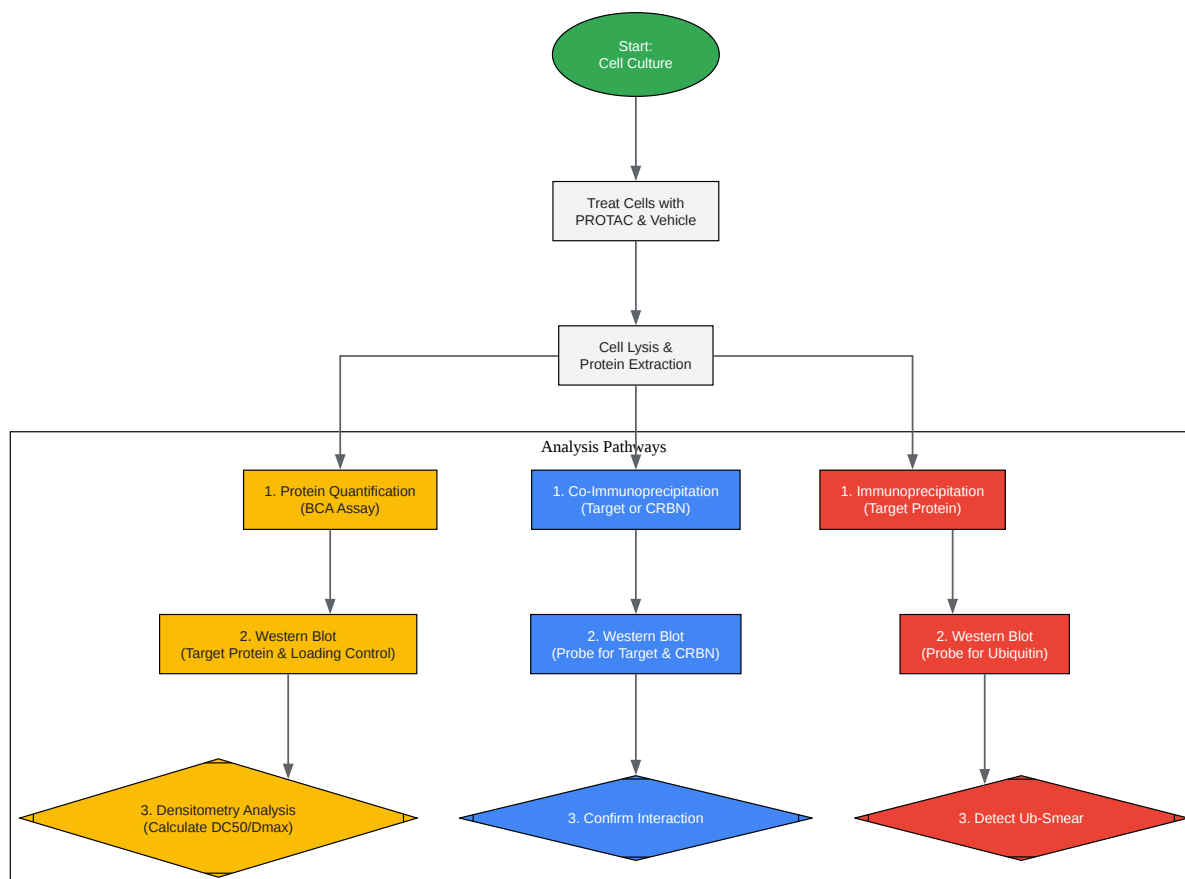 Start:
Cell Culture
Treat Cells with
PROTAC & Vehicle
Cell Lysis &
Protein Extraction
Analysis Pathways
1. Protein Quantification
(BCA Assay)
1. Co-Immunoprecipitation
(Target or CRBN)
1. Immunoprecipitation
(Target Protein)
2. Western Blot
(Target Protein & Loading Control)
2. Western Blot
(Probe for Target & CRBN)
2. Western Blot
(Probe for Ubiquitin)
3. Densitometry Analysis
(Calculate DC50/Dmax)
3. Confirm Interaction
3. Detect Ub-Smear